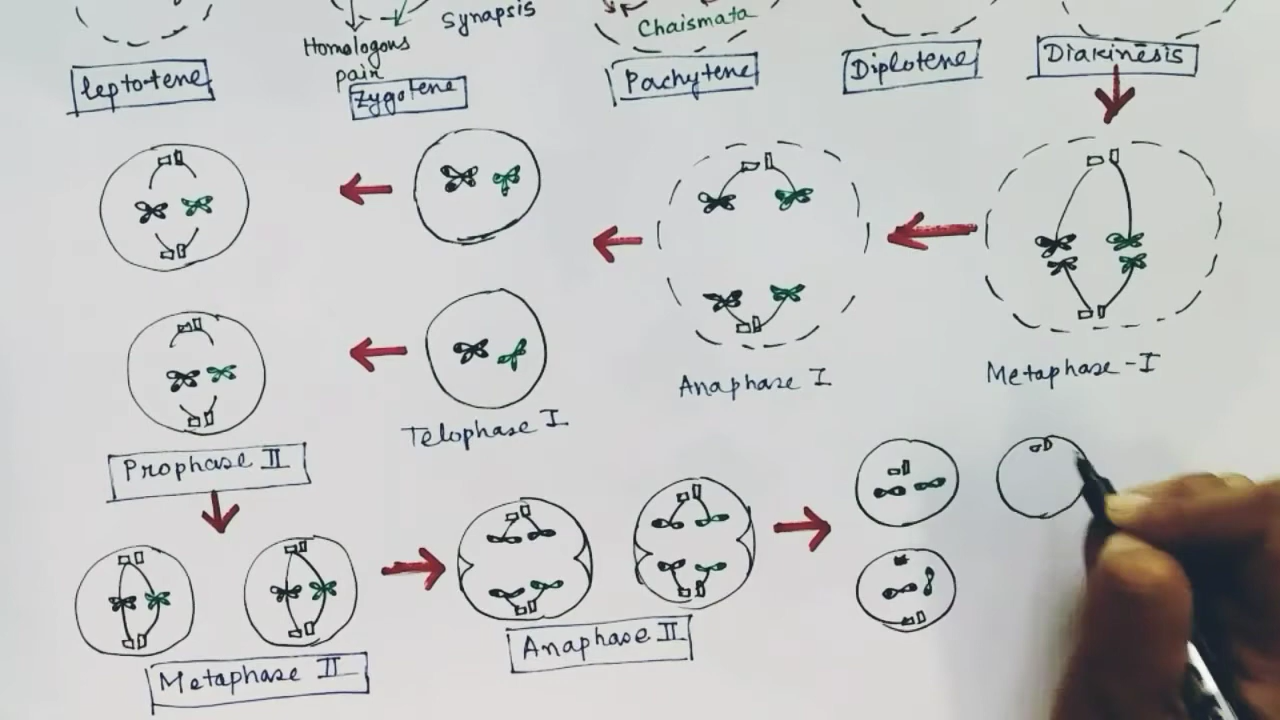 Synapsis
Chaismata
Homologous
pair
leptotene
Zygotene
Pachytene
Diplotene
Diakinesis
Anaphase I
Metaphase-I
Telophase I
Prophase II
Metaphase II
Anaphase II